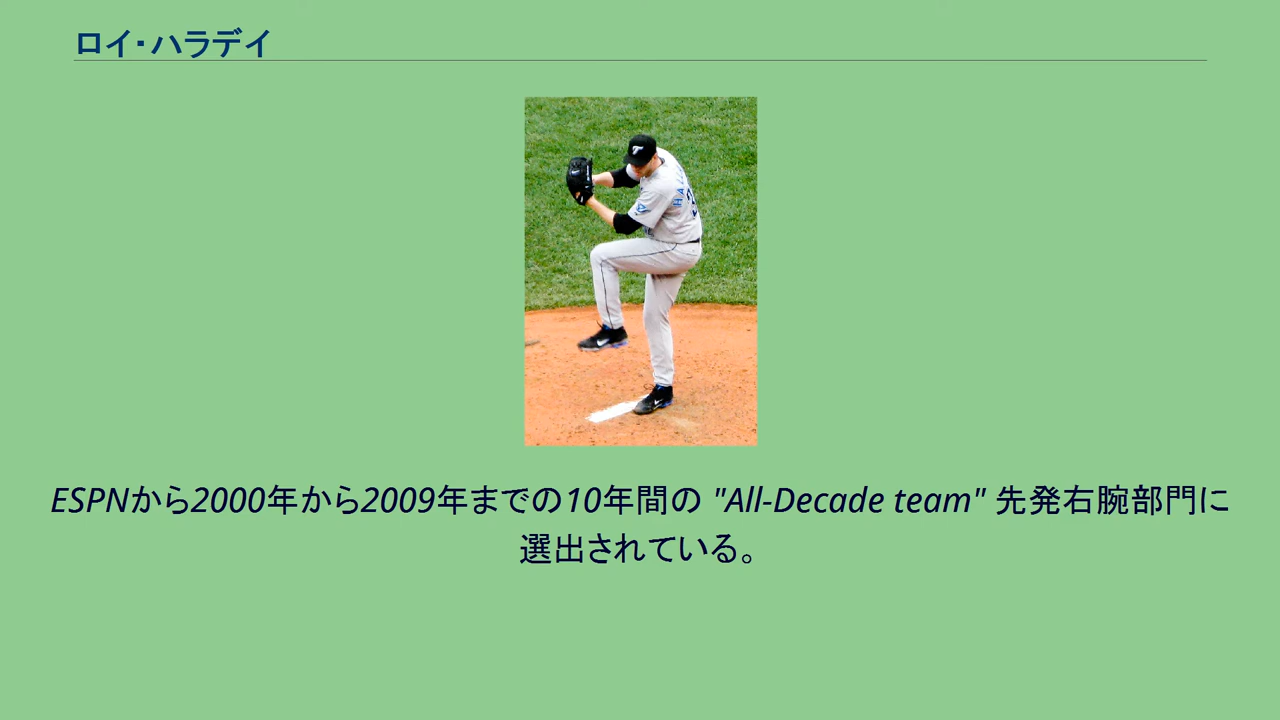 ロイ・ハラデイ
ESPNから2000年から2009年までの10年間の "All-Decade team" 先発右腕部門に
選出されている。